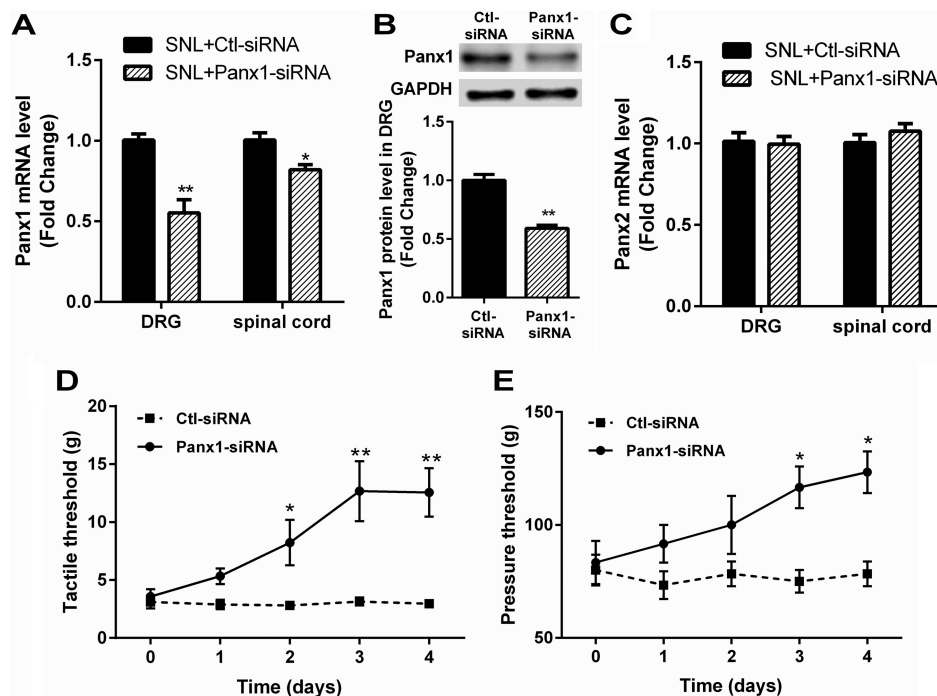 A
SNL+Ctl-siRNA
SNL+Panx1-siRNA
Panx1 mRNA level
(Fold Change)
1.5
1.0
0.5
0.0
**
*
DRG
spinal cord
B
Ctl-
siRNA
Panx1-
siRNA
Panx1
GAPDH
Panx1 protein level in DRG
(Fold Change)
1.5
1.0
0.5
0.0
**
Ctl-
siRNA
Panx1-
siRNA
C
SNL+Ctl-siRNA
SNL+Panx1-siRNA
Panx2 mRNA level
(Fold Change)
1.5
1.0
0.5
0.0
DRG
spinal cord
D
Ctl-siRNA
Panx1-siRNA
Tactile threshold (g)
20
15
10
5
0
*
**
**
0 1 2 3 4
Time (days)
E
Ctl-siRNA
Panx1-siRNA
Pressure threshold (g)
150
100
50
*
*
0 1 2 3 4
Time (days)